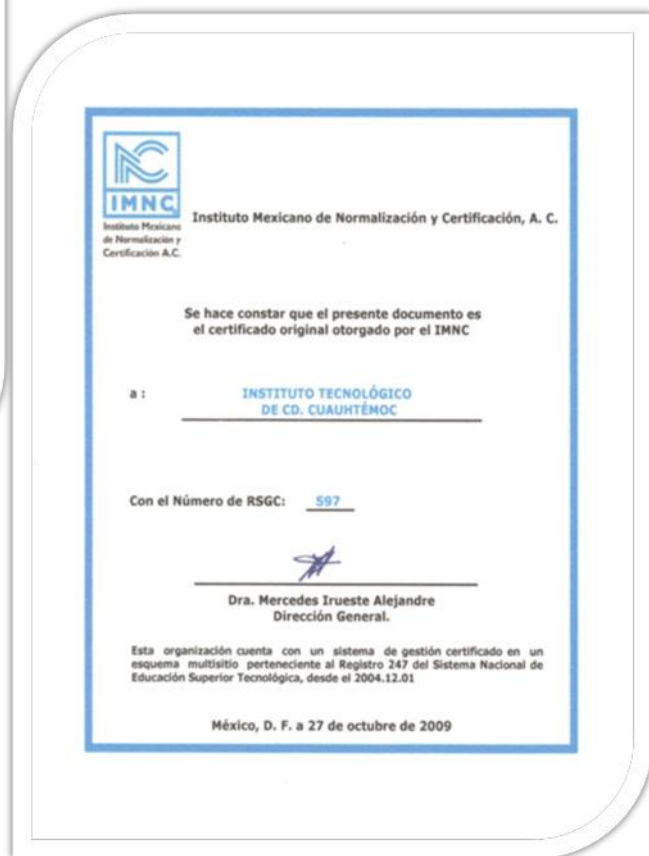 IMNC
Instituto Mexicano
de Normalización y
Certificación A.C.
Instituto Mexicano de Normalización y Certificación, A. C.
Se hace constar que el presente documento es
el certificado original otorgado por el IMNC
a :
INSTITUTO TECNOLÓGICO
DE CD. CUAUHTÉMOC
Con el Número de RSGC: 597
Dra. Mercedes Irueste Alejandre
Dirección General.
Esta organización cuenta con un sistema de gestión certificado en un
esquema multisitio perteneciente al Registro 247 del Sistema Nacional de
Educación Superior Tecnológica, desde el 2004.12.01
México, D. F. a 27 de octubre de 2009